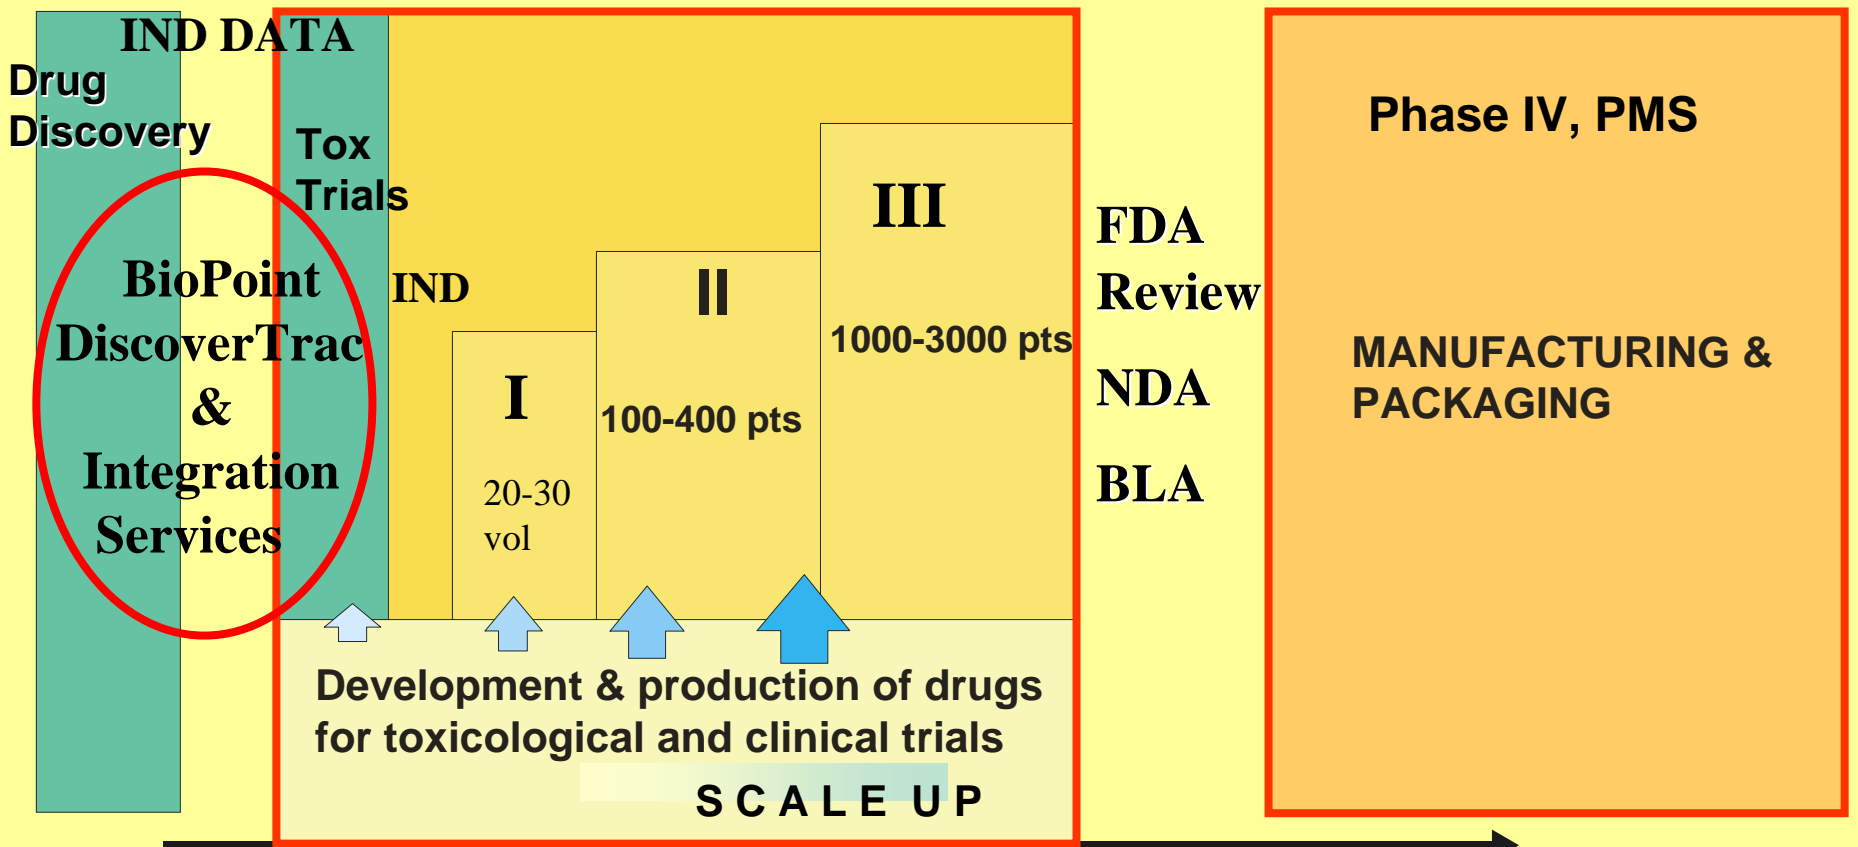 IND DATA
Drug
Discovery
Tox
Trials
BioPoint
DiscoverTrac
&
Integration
Services
IND
I
20-30
vol
II
100-400 pts
III
1000-3000 pts
FDA
Review
NDA
BLA
Phase IV, PMS
MANUFACTURING &
PACKAGING
Development & production of drugs
for toxicological and clinical trials
S C A L E  U P